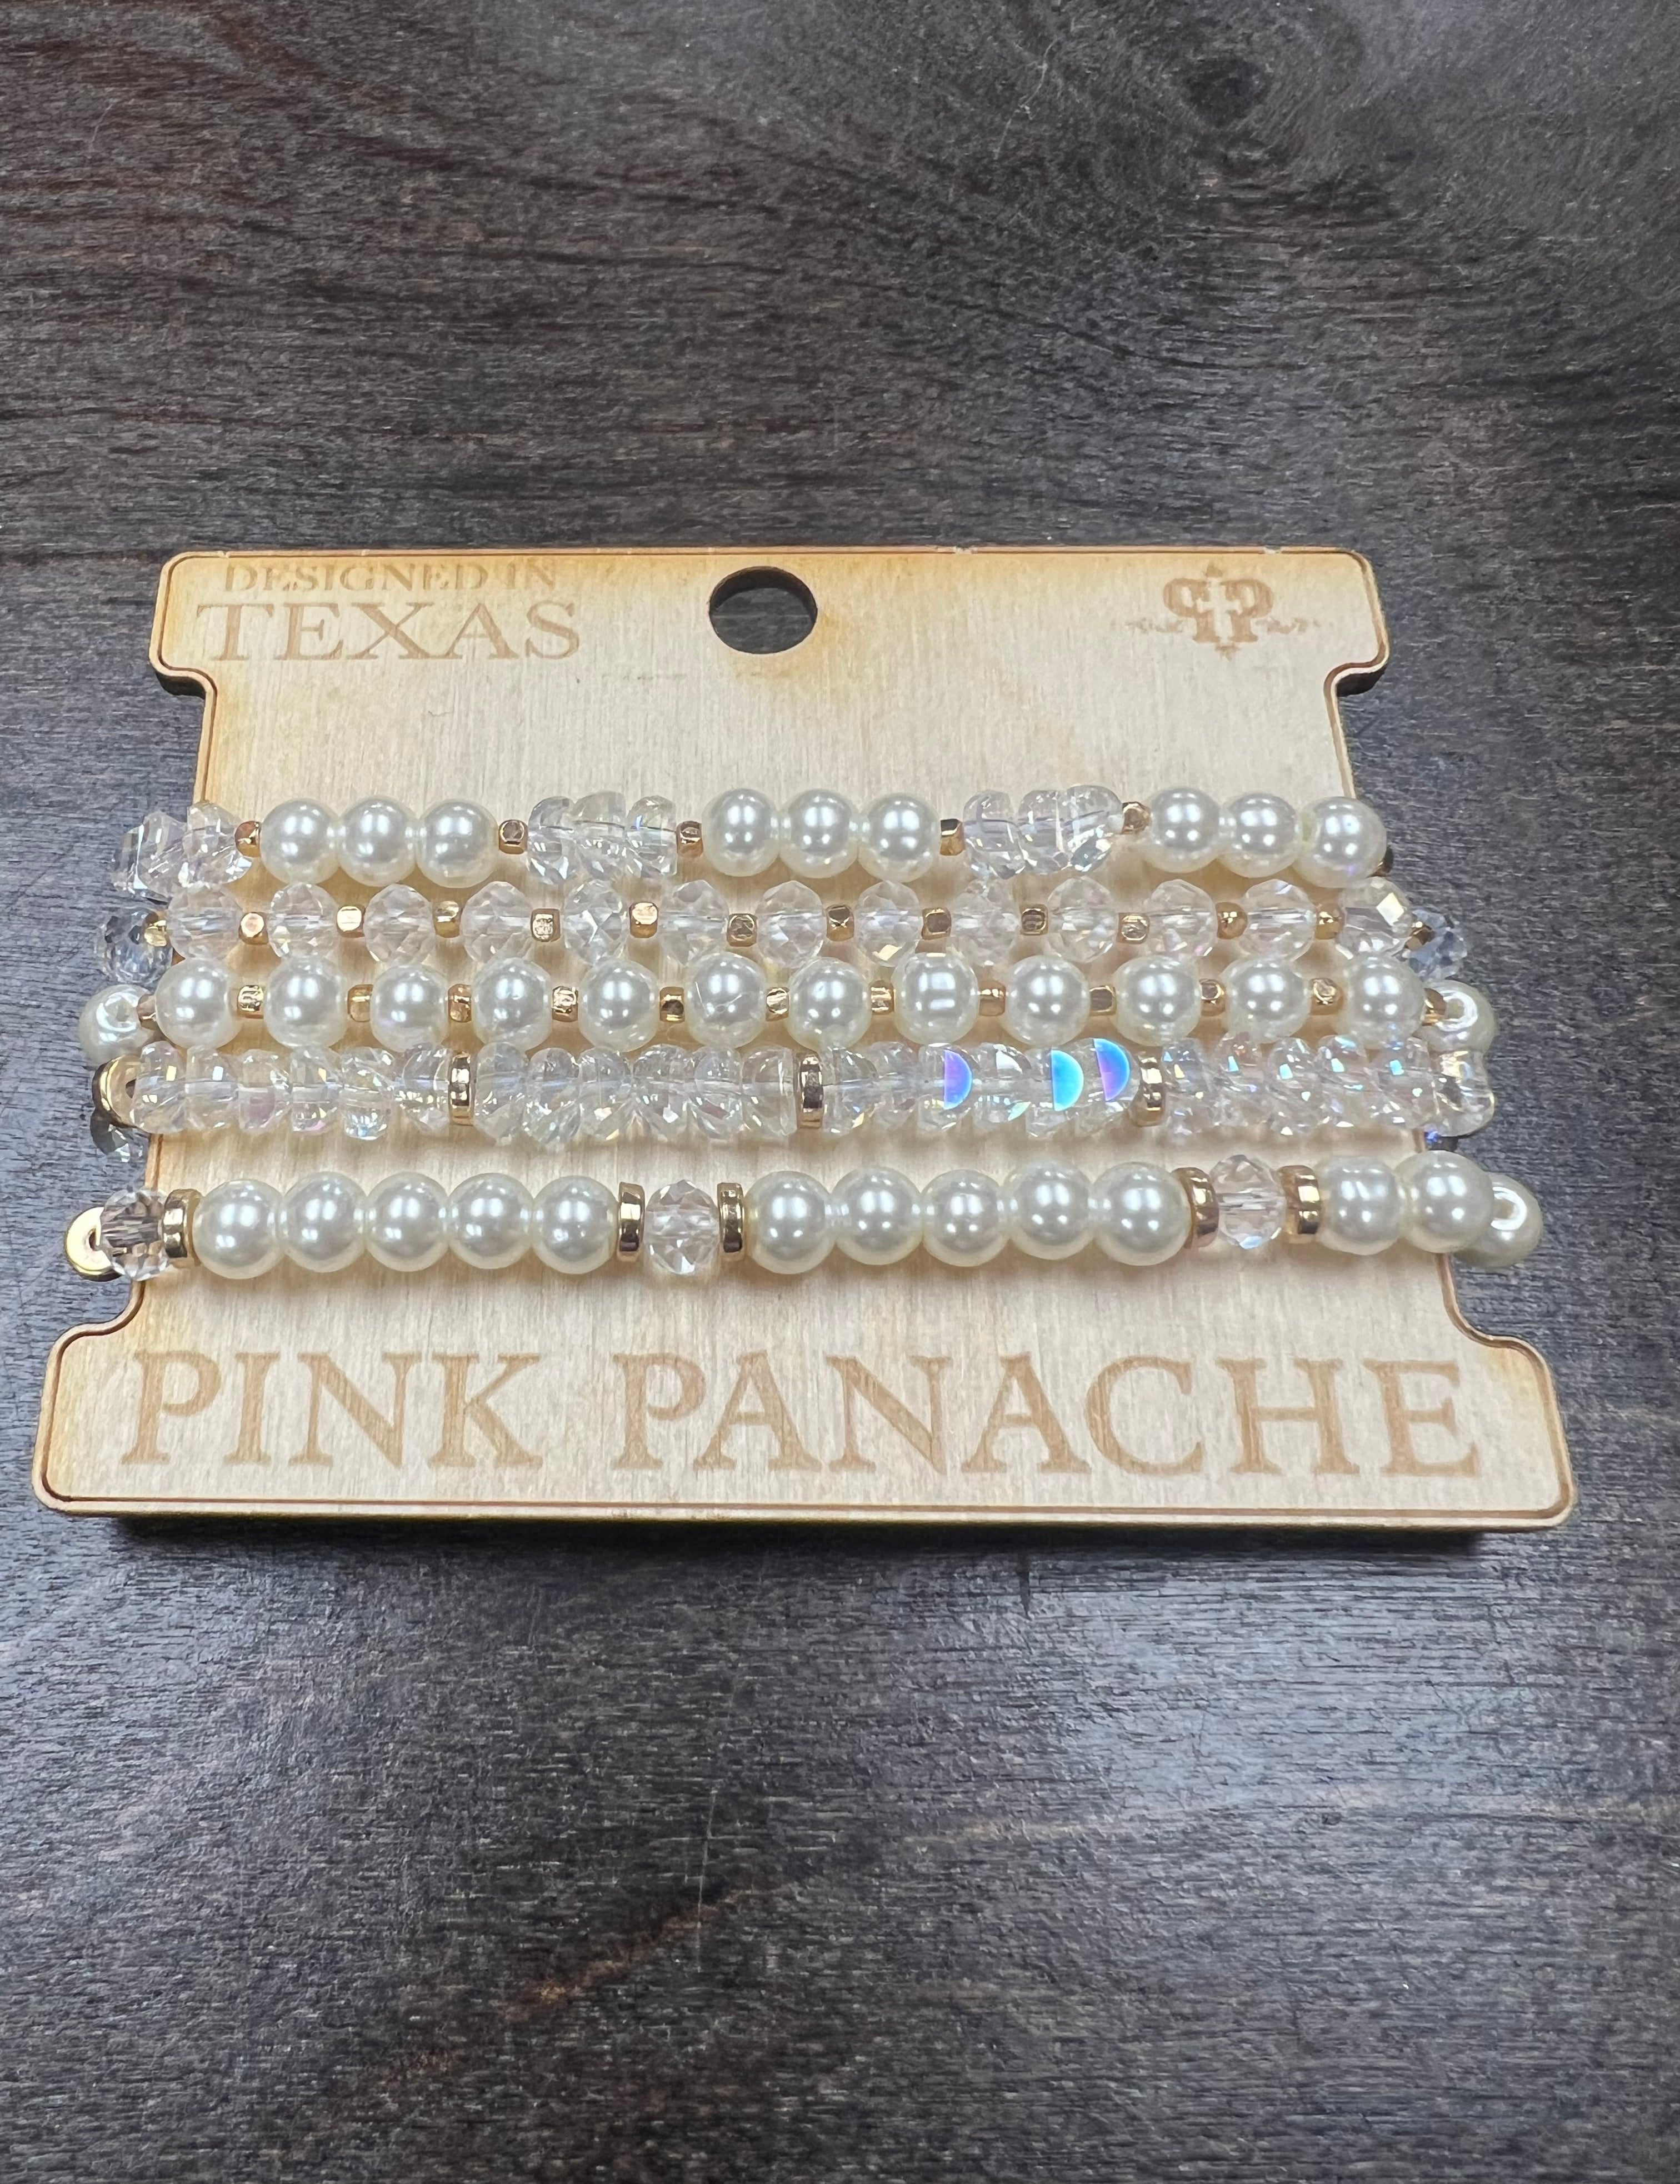 DESIGNED IN
TEXAS
PINK PANACHE